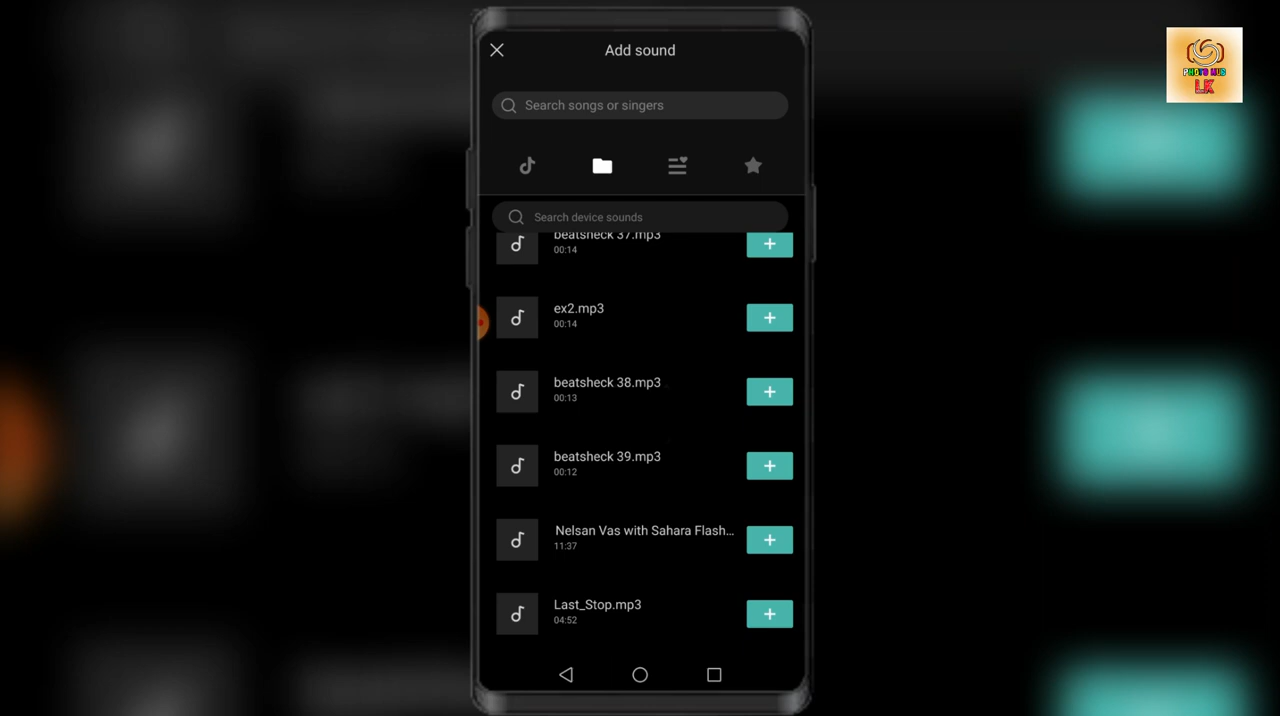 Add sound
PHOTO HUB
LK
Search songs or singers
Search device sounds
beatsheck 37.mp3
00:14
ex2.mp3
00:14
beatsheck 38.mp3
00:13
beatsheck 39.mp3
00:12
Nelsan Vas with Sahara Flash...
11:37
Last_Stop.mp3
04:52